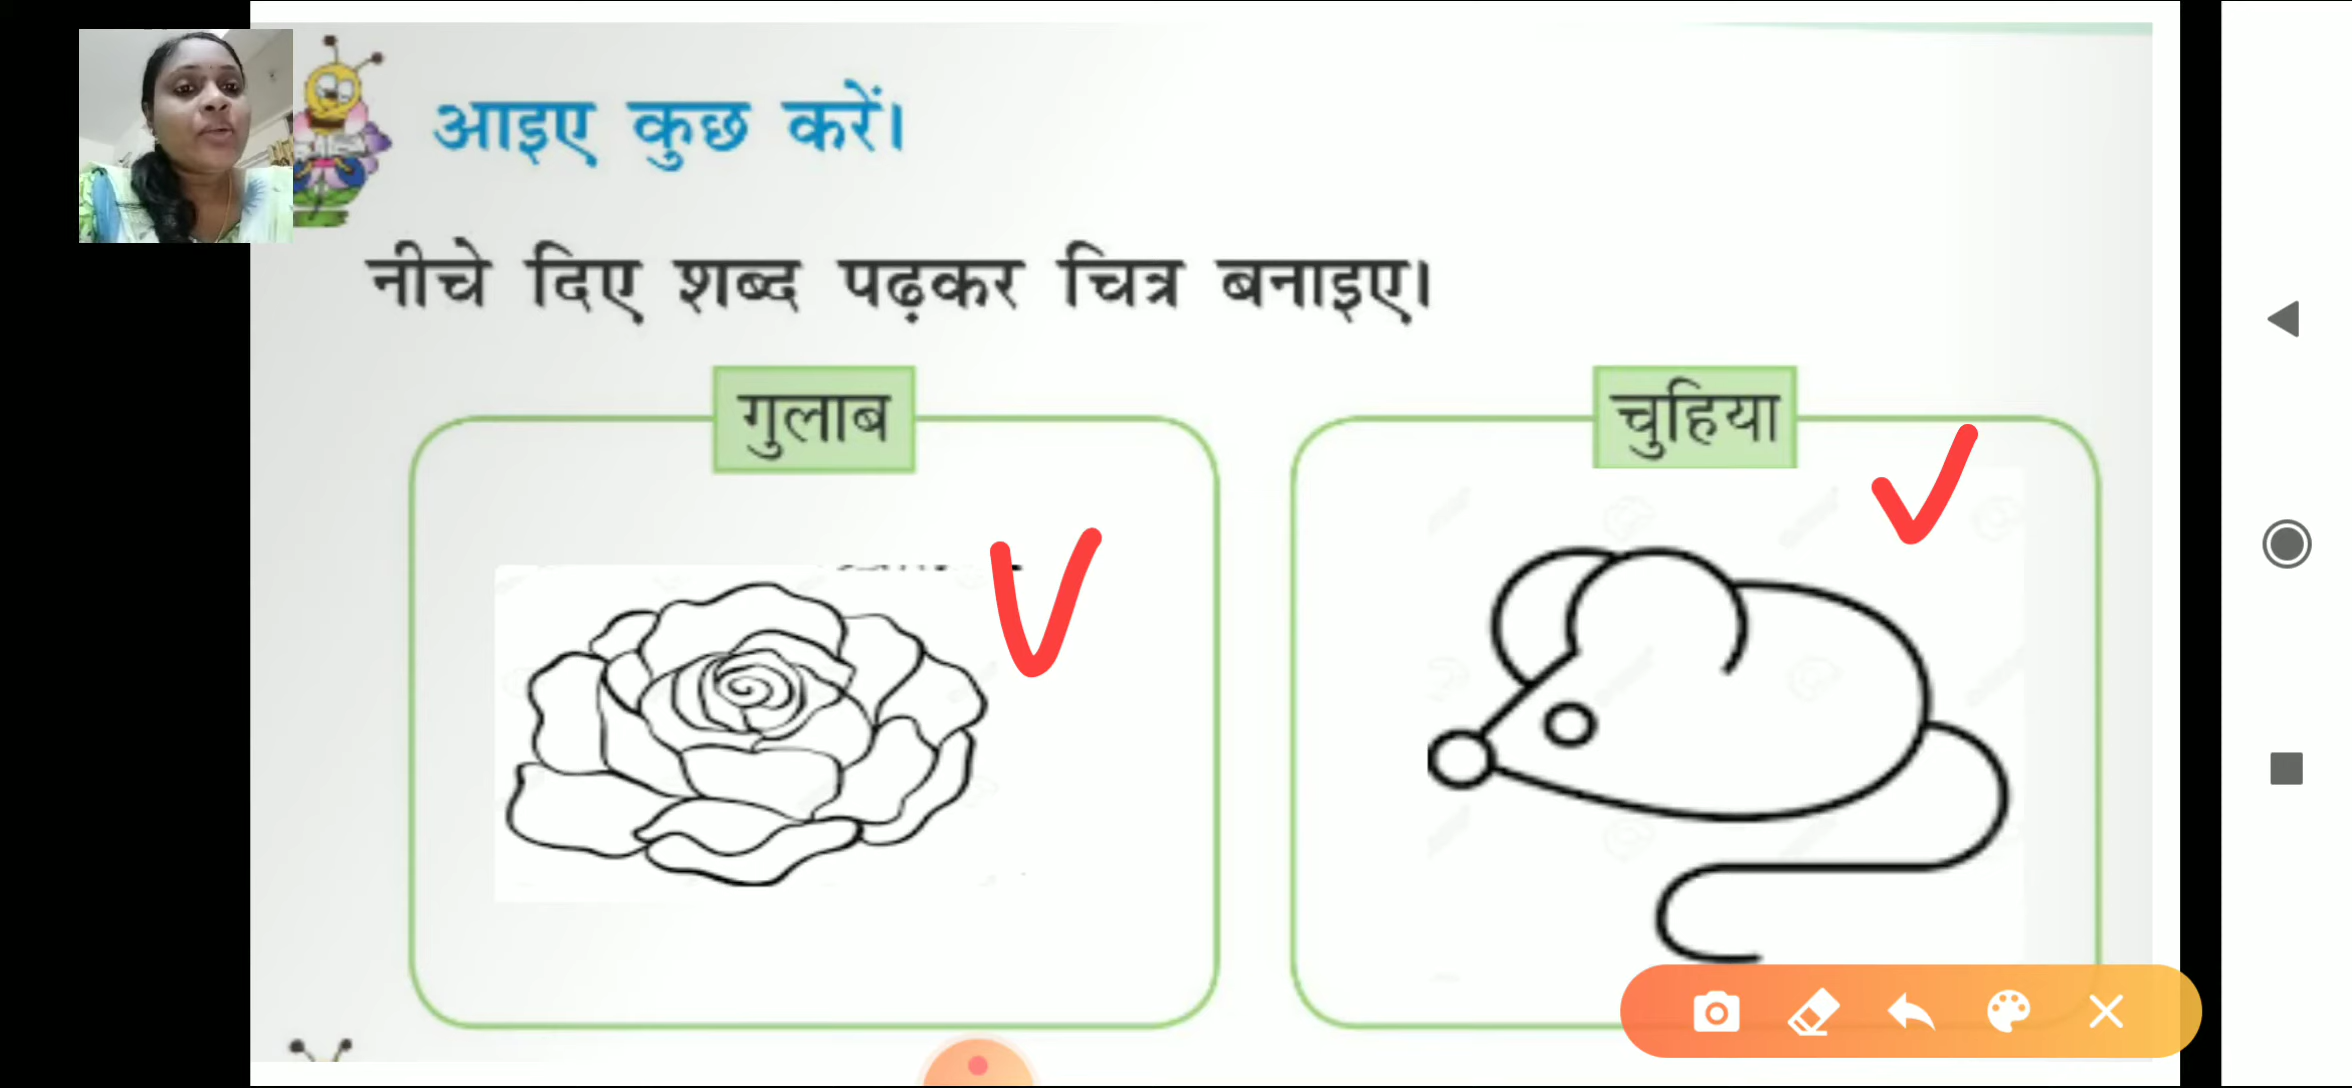 आइए कुछ करें।
नीचे दिए शब्द पढ़कर चित्र बनाइए।
गुलाब
चुहिया